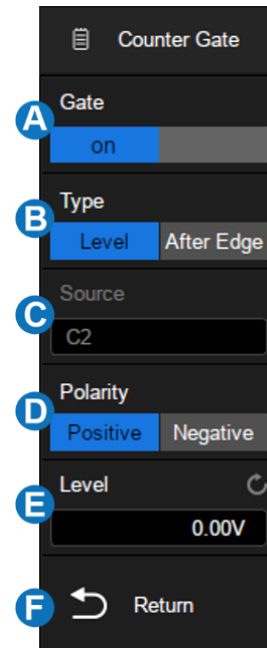 Counter Gate
A
Gate
on
B
Type
Level After Edge
C
Source
C2
D
Polarity
Positive Negative
E
Level
0.00V
F
Return